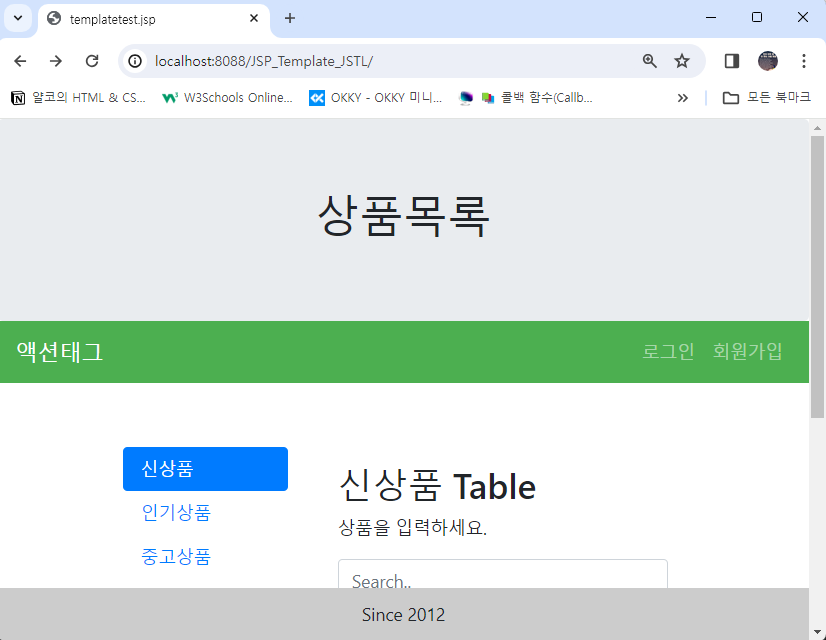 templatetest.jsp
localhost:8088/JSP_Template_JSTL/
얄코의 HTML & CS... W3Schools Online... OKKY - OKKY 미니... 콜백 함수(Callb... 모든 북마크
상품목록
액션태그 로그인 회원가입
신상품
인기상품
중고상품
신상품 Table
상품을 입력하세요.
Search..
Since 2012